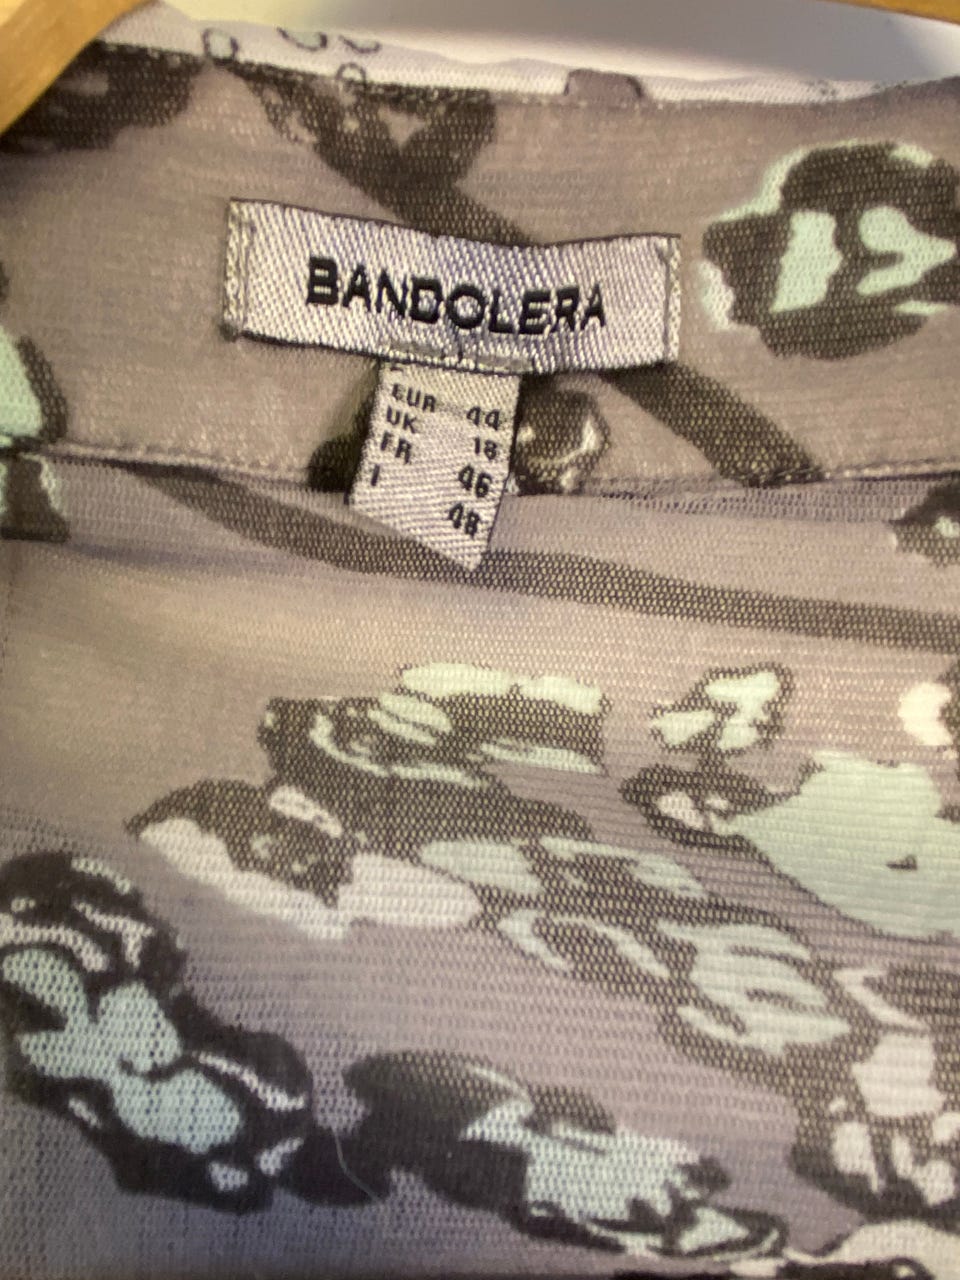 BANDOLERA
EUR 44
UK 18
FR 46
I 48